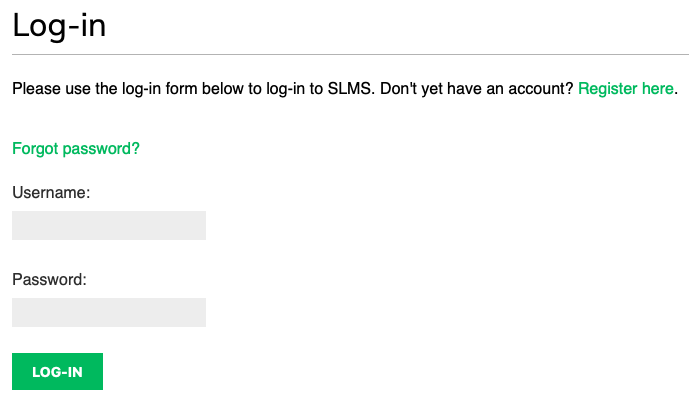 Log-in
Please use the log-in form below to log-in to SLMS. Don't yet have an account? Register here.
Forgot password?
Username:
Password:
LOG-IN